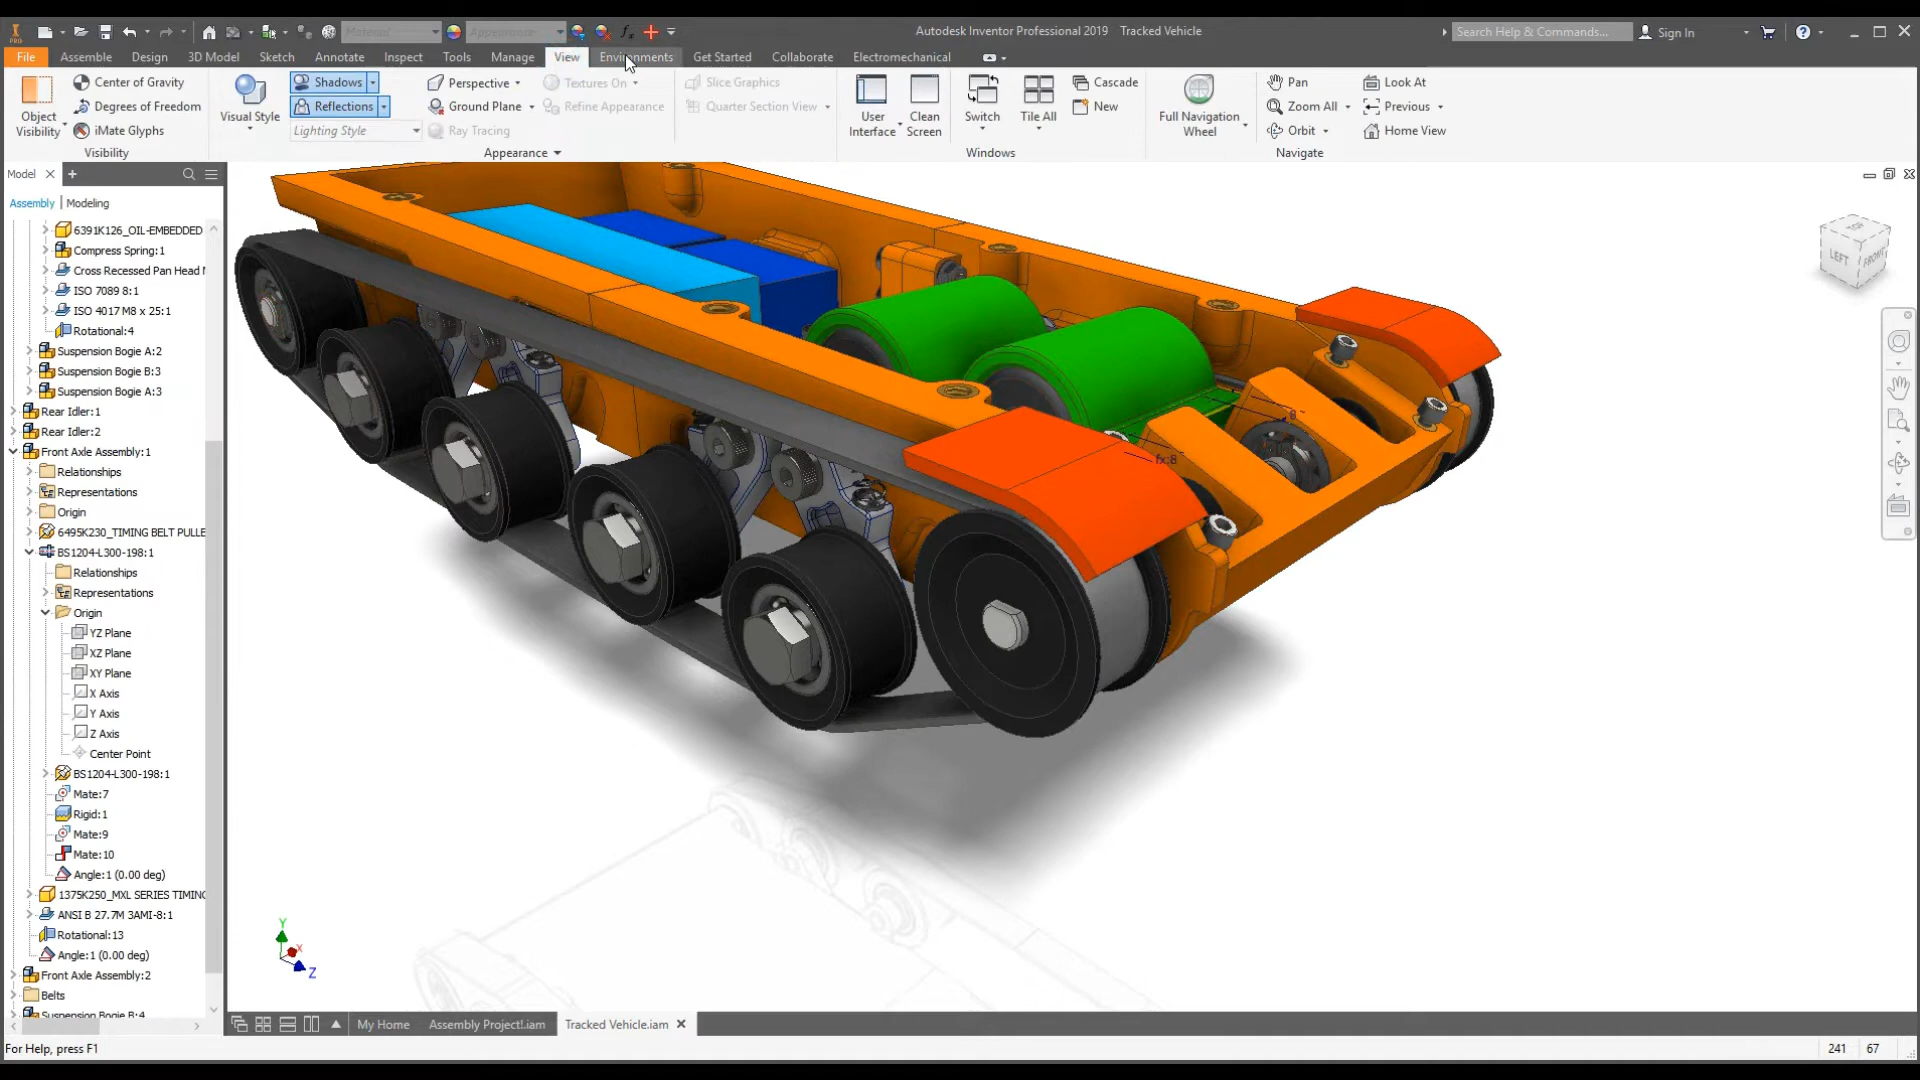 Material
Appearance
Autodesk Inventor Professional 2019 Tracked Vehicle
Search Help & Commands...
Sign In
File
Assemble
Design
3D Model
Sketch
Annotate
Inspect
Tools
Manage
View
Environments
Get Started
Collaborate
Electromechanical
Object
Visibility
Center of Gravity
Degrees of Freedom
iMate Glyphs
Visibility
Visual Style
Shadows
Reflections
Lighting Style
Perspective
Ground Plane
Ray Tracing
Textures On
Refine Appearance
Appearance
Slice Graphics
Quarter Section View
User
Interface
Clean
Screen
Switch
Tile All
Cascade
New
Windows
Full Navigation
Wheel
Pan
Zoom All
Orbit
Look At
Previous
Home View
Navigate
Model
Assembly
Modeling
6391K126_OIL-EMBEDDED
Compress Spring:1
Cross Recessed Pan Head
ISO 7089 8:1
ISO 4017 M8 x 25:1
Rotational:4
Suspension Bogie A:2
Suspension Bogie B:3
Suspension Bogie A:3
Rear Idler:1
Rear Idler:2
Front Axle Assembly:1
Relationships
Representations
Origin
6495K230_TIMING BELT PULLE
BS1204-L300-198:1
Relationships
Representations
Origin
YZ Plane
XZ Plane
XY Plane
X Axis
Y Axis
Z Axis
Center Point
BS1204-L300-198:1
Mate:7
Rigid:1
Mate:9
Mate:10
Angle:1 (0.00 deg)
1375K250_MXL SERIES TIMING
ANSI B 27.7M 3AMI-8:1
Rotational:13
Angle:1 (0.00 deg)
Front Axle Assembly:2
Belts
Suspension Bogie B:4
8
fx:8
TOP
LEFT
FRONT
Y
X
Z
My Home
Assembly Project!.iam
Tracked Vehicle.iam
For Help, press F1
241
67